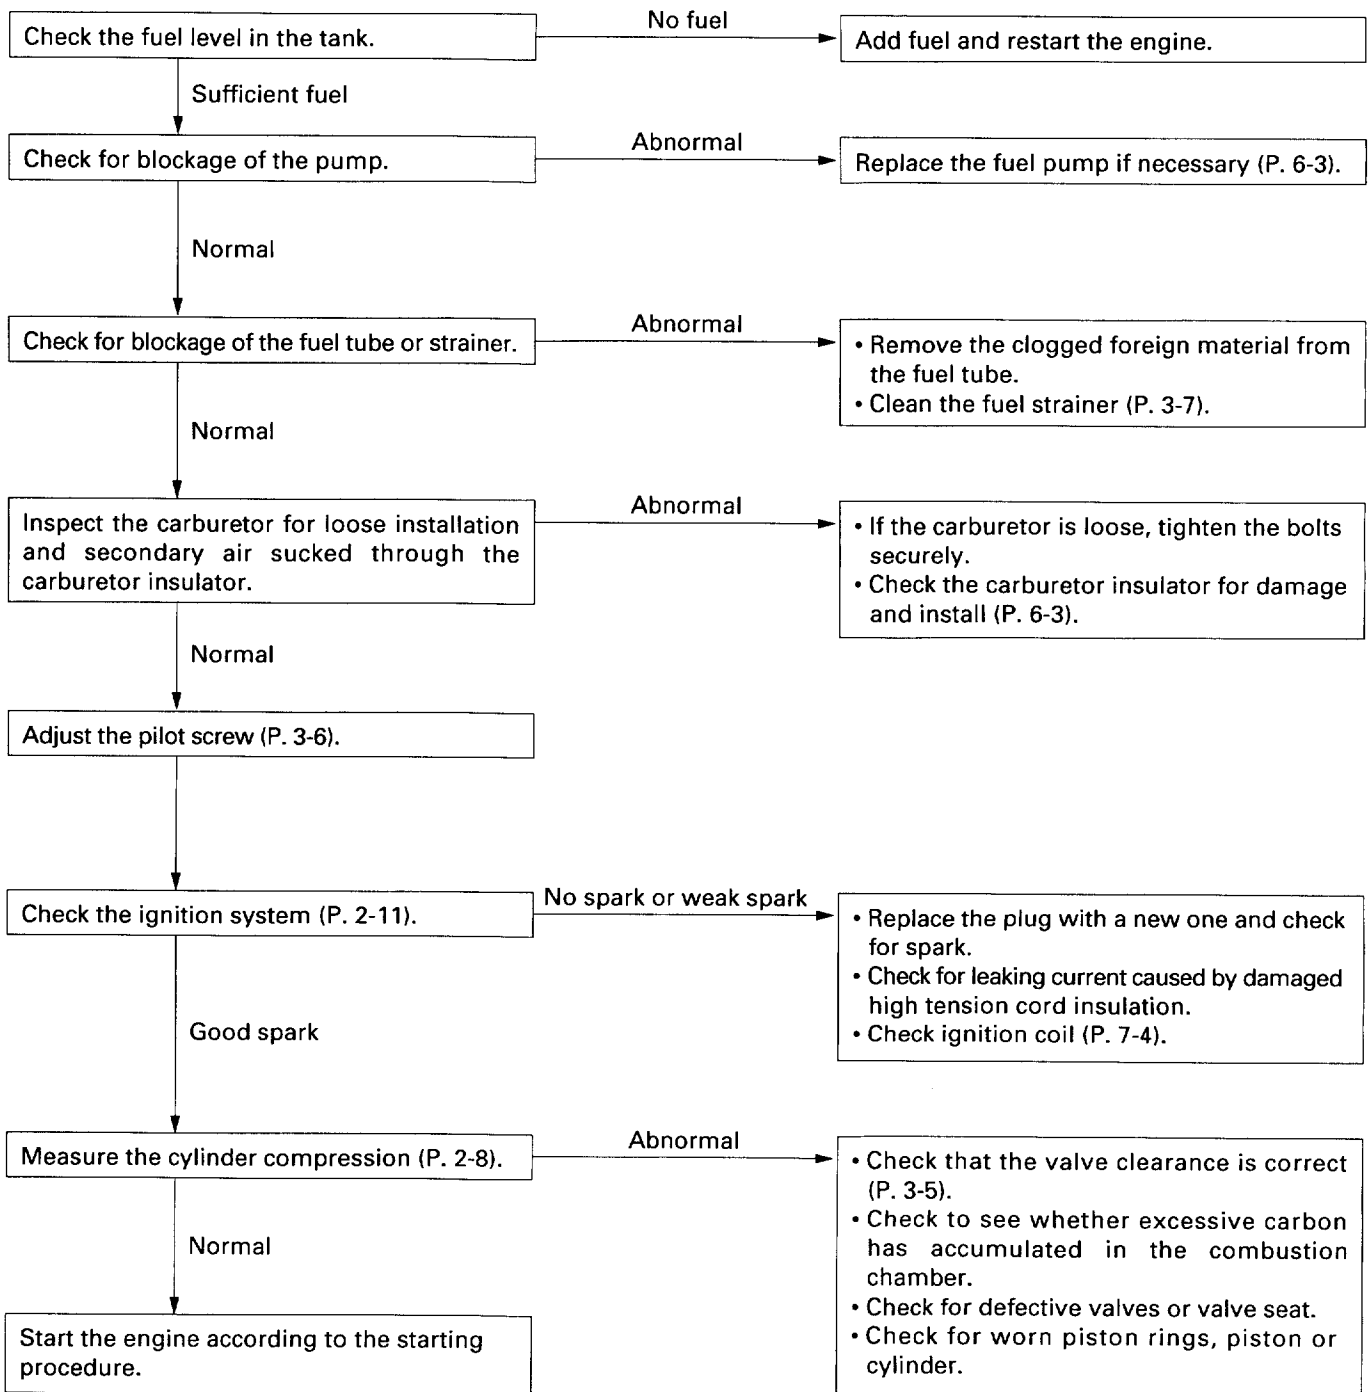 Check the fuel level in the tank.
No fuel
Add fuel and restart the engine.
Sufficient fuel
Check for blockage of the pump.
Abnormal
Replace the fuel pump if necessary (P. 6-3).
Normal
Check for blockage of the fuel tube or strainer.
Abnormal
• Remove the clogged foreign material from
the fuel tube.
• Clean the fuel strainer (P. 3-7).
Normal
Inspect the carburetor for loose installation
and secondary air sucked through the
carburetor insulator.
Abnormal
• If the carburetor is loose, tighten the bolts
securely.
• Check the carburetor insulator for damage
and install (P. 6-3).
Normal
Adjust the pilot screw (P. 3-6).
Check the ignition system (P. 2-11).
No spark or weak spark
• Replace the plug with a new one and check
for spark.
• Check for leaking current caused by damaged
high tension cord insulation.
• Check ignition coil (P. 7-4).
Good spark
Measure the cylinder compression (P. 2-8).
Abnormal
• Check that the valve clearance is correct
(P. 3-5).
• Check to see whether excessive carbon
has accumulated in the combustion
chamber.
• Check for defective valves or valve seat.
• Check for worn piston rings, piston or
cylinder.
Normal
Start the engine according to the starting
procedure.